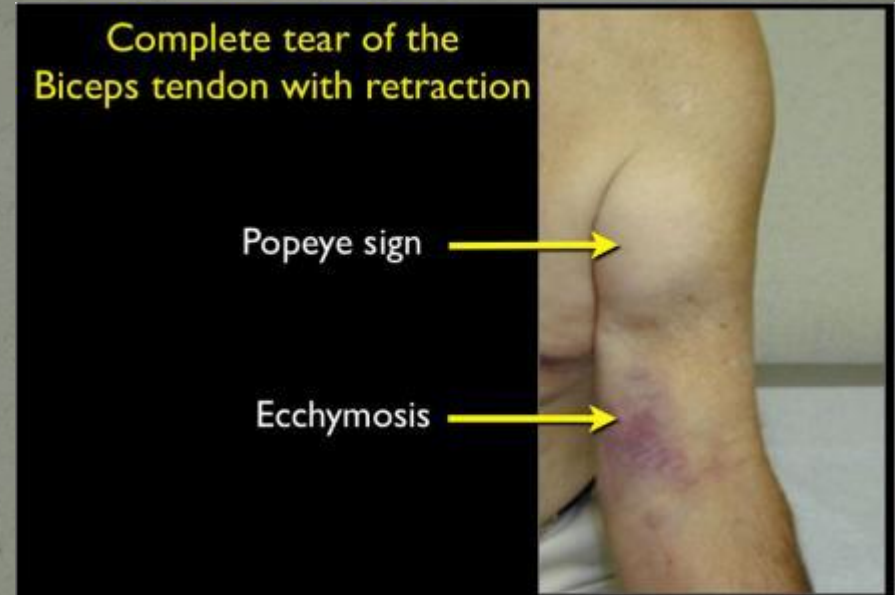 Complete tear of the
Biceps tendon with retraction
Popeye sign
Ecchymosis